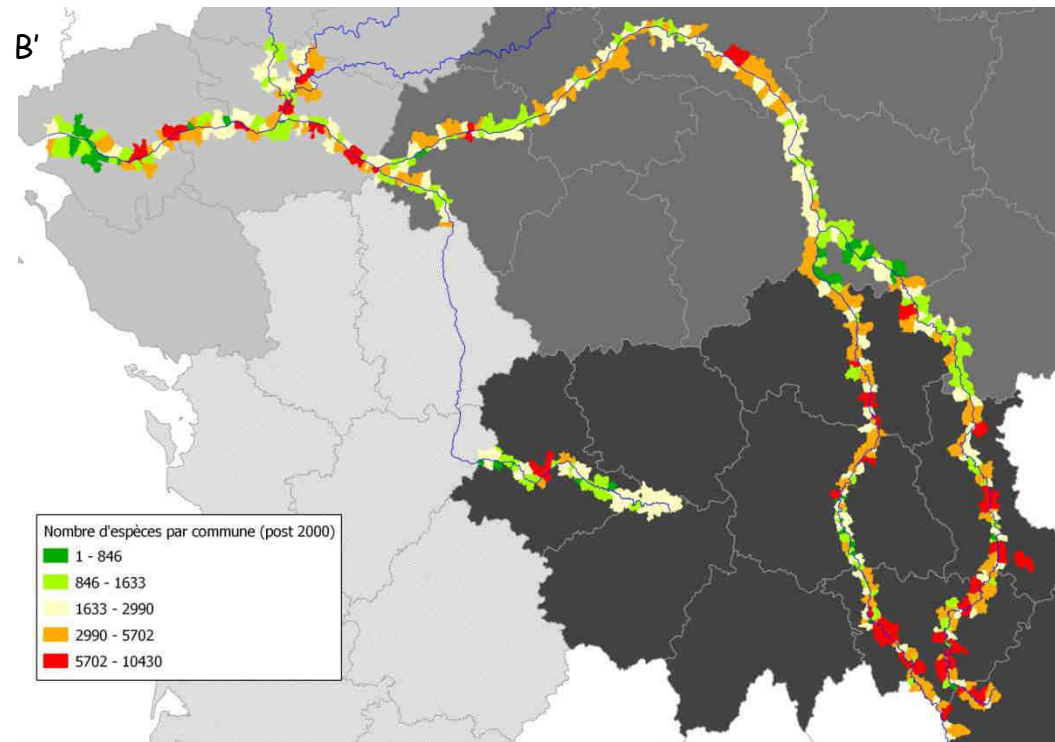 B'
Nombre d'espèces par commune (post 2000)
1 - 846
846 - 1633
1633 - 2990
2990 - 5702
5702 - 10430